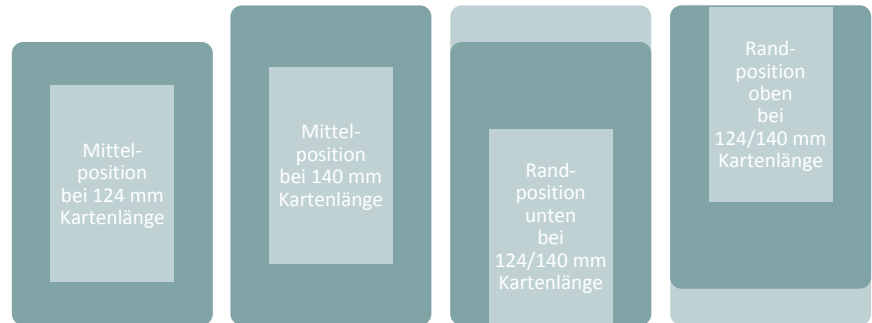 Mittel-
position
bei 124 mm
Kartenlänge
Mittel-
position
bei 140 mm
Kartenlänge
Rand-
position
unten
bei
124/140 mm
Kartenlänge
Rand-
position
oben
bei
124/140 mm
Kartenlänge